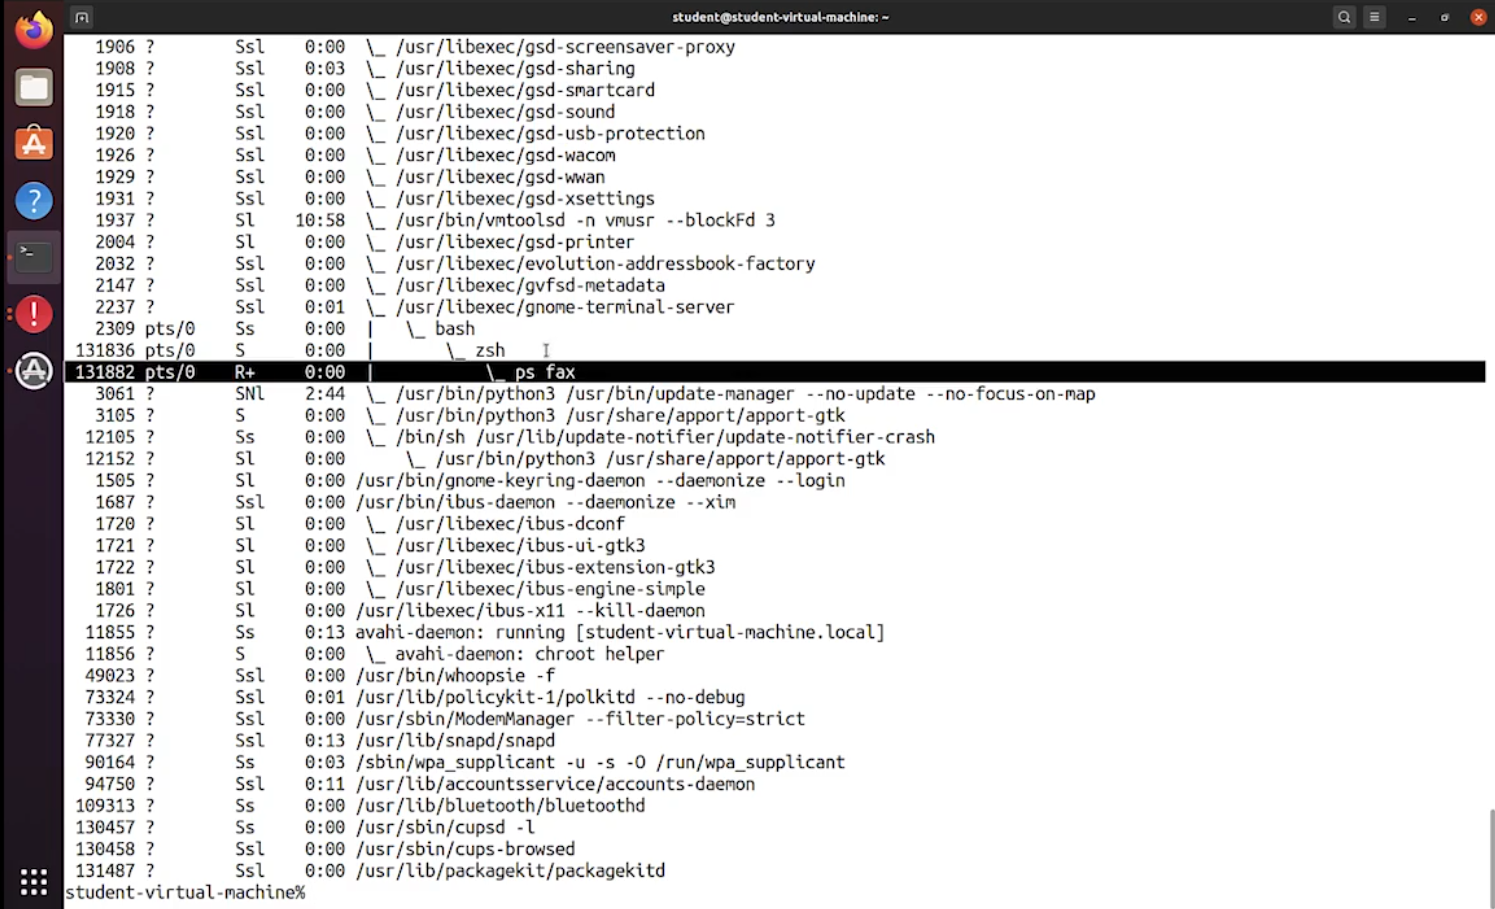 student@student-virtual-machine: ~
1906 ?        Ssl    0:00  \_ /usr/libexec/gsd-screensaver-proxy
1908 ?        Ssl    0:03  \_ /usr/libexec/gsd-sharing
1915 ?        Ssl    0:00  \_ /usr/libexec/gsd-smartcard
1918 ?        Ssl    0:00  \_ /usr/libexec/gsd-sound
1920 ?        Ssl    0:00  \_ /usr/libexec/gsd-usb-protection
1926 ?        Ssl    0:00  \_ /usr/libexec/gsd-wacom
1929 ?        Ssl    0:00  \_ /usr/libexec/gsd-wwan
1931 ?        Ssl    0:00  \_ /usr/libexec/gsd-xsettings
1937 ?        Sl    10:58  \_ /usr/bin/vmtoolsd -n vmusr --blockFd 3
2004 ?        Sl     0:00  \_ /usr/libexec/gsd-printer
2032 ?        Ssl    0:00  \_ /usr/libexec/evolution-addressbook-factory
2147 ?        Ssl    0:00  \_ /usr/libexec/gvfsd-metadata
2237 ?        Ssl    0:01  \_ /usr/libexec/gnome-terminal-server
2309 pts/0    Ss     0:00  |   \_ bash
131836 pts/0    S      0:00  |       \_ zsh
131882 pts/0    R+     0:00  |           \_ ps fax
3061 ?        SNl    2:44  \_ /usr/bin/python3 /usr/bin/update-manager --no-update --no-focus-on-map
3105 ?        S      0:00  \_ /usr/bin/python3 /usr/share/apport/apport-gtk
12105 ?        Ss     0:00  \_ /bin/sh /usr/lib/update-notifier/update-notifier-crash
12152 ?        Sl     0:00      \_ /usr/bin/python3 /usr/share/apport/apport-gtk
1505 ?        Sl     0:00 /usr/bin/gnome-keyring-daemon --daemonize --login
1687 ?        Ssl    0:00 /usr/bin/ibus-daemon --daemonize --xim
1720 ?        Sl     0:00  \_ /usr/libexec/ibus-dconf
1721 ?        Sl     0:00  \_ /usr/libexec/ibus-ui-gtk3
1722 ?        Sl     0:00  \_ /usr/libexec/ibus-extension-gtk3
1801 ?        Sl     0:00  \_ /usr/libexec/ibus-engine-simple
1726 ?        Sl     0:00 /usr/libexec/ibus-x11 --kill-daemon
11855 ?        Ss     0:13 avahi-daemon: running [student-virtual-machine.local]
11856 ?        S      0:00  \_ avahi-daemon: chroot helper
49023 ?        Ssl    0:00 /usr/bin/whoopsie -f
73324 ?        Ssl    0:01 /usr/lib/policykit-1/polkitd --no-debug
73330 ?        Ssl    0:00 /usr/sbin/ModemManager --filter-policy=strict
77327 ?        Ssl    0:13 /usr/lib/snapd/snapd
90164 ?        Ss     0:03 /sbin/wpa_supplicant -u -s -O /run/wpa_supplicant
94750 ?        Ssl    0:11 /usr/lib/accountsservice/accounts-daemon
109313 ?        Ss     0:00 /usr/lib/bluetooth/bluetoothd
130457 ?        Ss     0:00 /usr/sbin/cupsd -l
130458 ?        Ssl    0:00 /usr/sbin/cups-browsed
131487 ?        Ssl    0:00 /usr/lib/packagekit/packagekitd
student-virtual-machine%